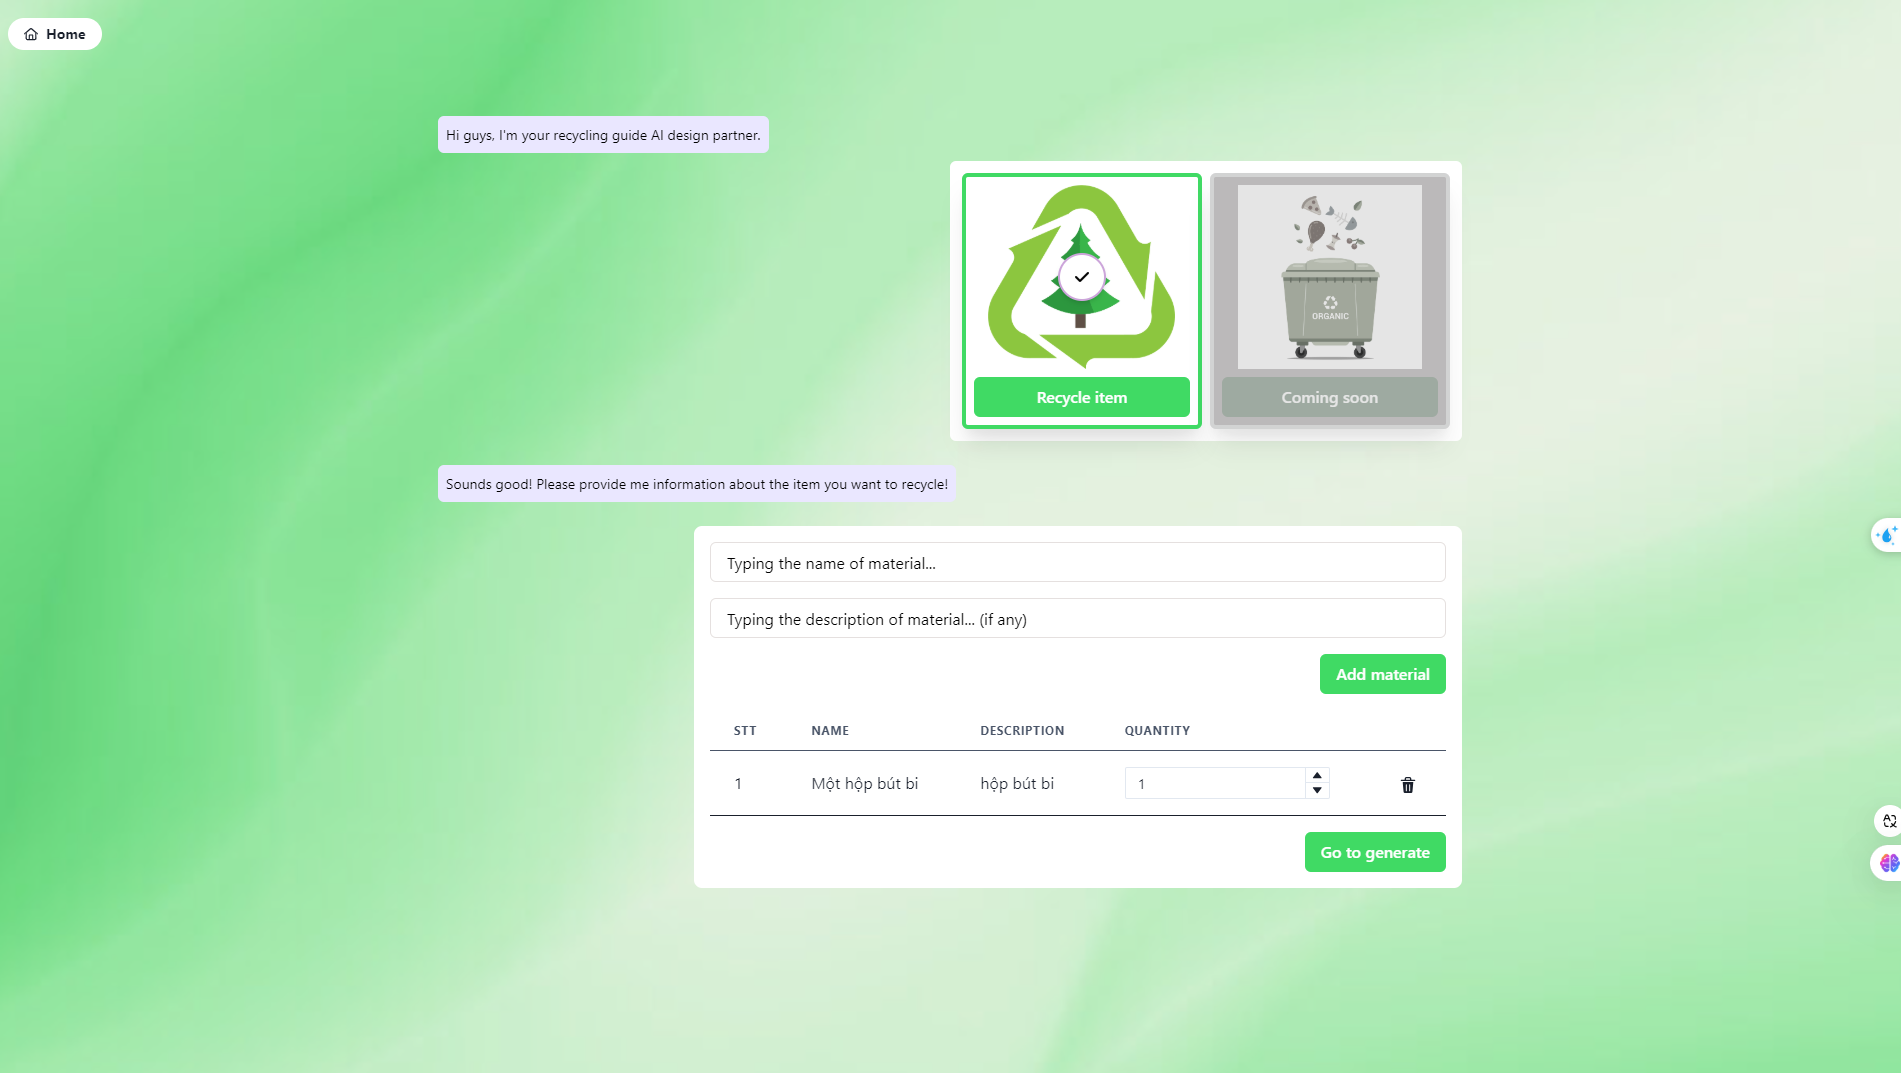 Home
Hi guys, I'm your recycling guide AI design partner.
ORGANIC
Recycle item
Coming soon
Sounds good! Please provide me information about the item you want to recycle!
Typing the name of material...
Typing the description of material... (if any)
Add material
STT NAME DESCRIPTION QUANTITY
1 Một hộp bút bi hộp bút bi 1
Go to generate